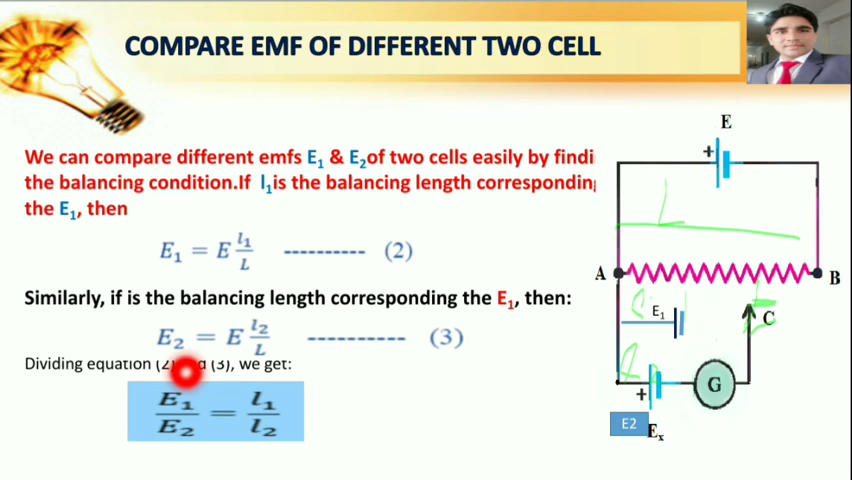 COMPARE EMF OF DIFFERENT TWO CELL
We can compare different emfs E₁ & E₂of two cells easily by findi
the balancing condition.If l₁is the balancing length corresponding
the E₁, then
E₁ = E l₁/L ---------- (2)
Similarly, if is the balancing length corresponding the E₁, then:
E₂ = E l₂/L ----------- (3)
Dividing equation (2) (3), we get:
E₁/E₂ = l₁/l₂
E
+
L
A
B
E₁
C
G
+
E2
Eₓ